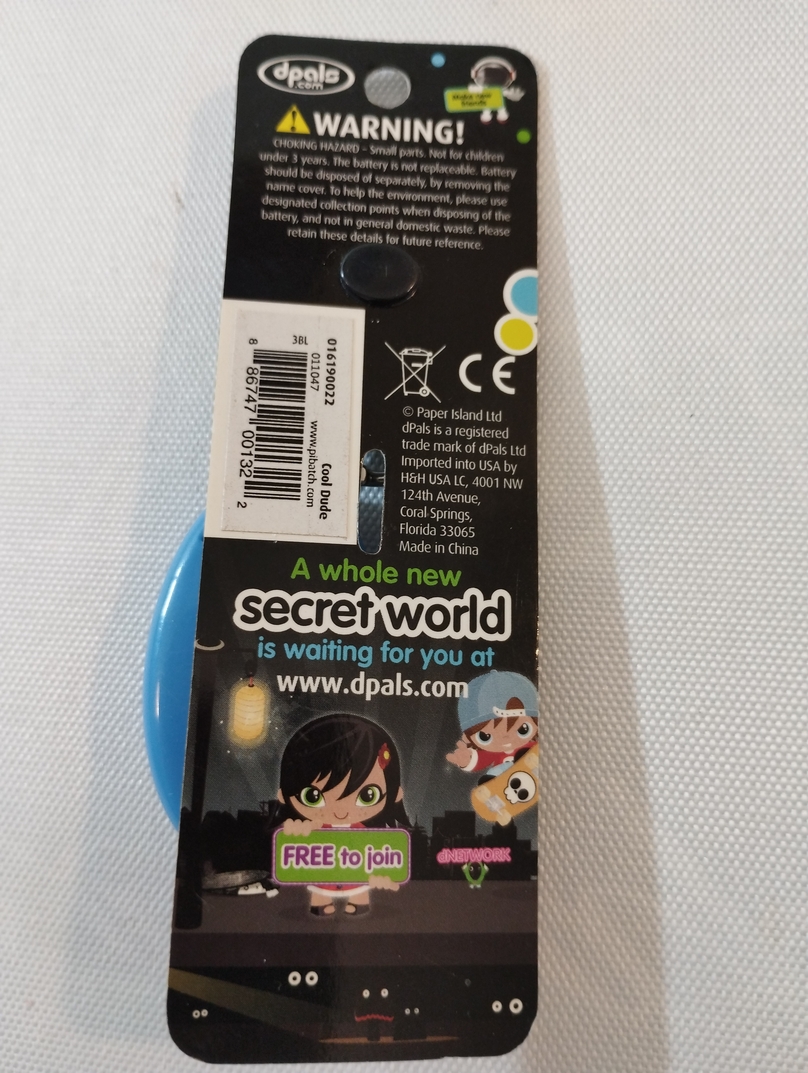 dpals
.com
Make new
friends
WARNING!
CHOKING HAZARD - Small parts. Not for children
under 3 years. The battery is not replaceable. Battery
should be disposed of separately, by removing the
name cover. To help the environment, please use
designated collection points when disposing of the
battery, and not in general domestic waste. Please
retain these details for future reference.
016190022
011047
3BL
Cool Dude
www.pibatch.com
8 86747 00132 2
CE
© Paper Island Ltd
dPals is a registered
trade mark of dPals Ltd
Imported into USA by
H&H USA LC, 4001 NW
124th Avenue,
Coral Springs,
Florida 33065
Made in China
A whole new
secret world
is waiting for you at
www.dpals.com
FREE to join
dNETWORK